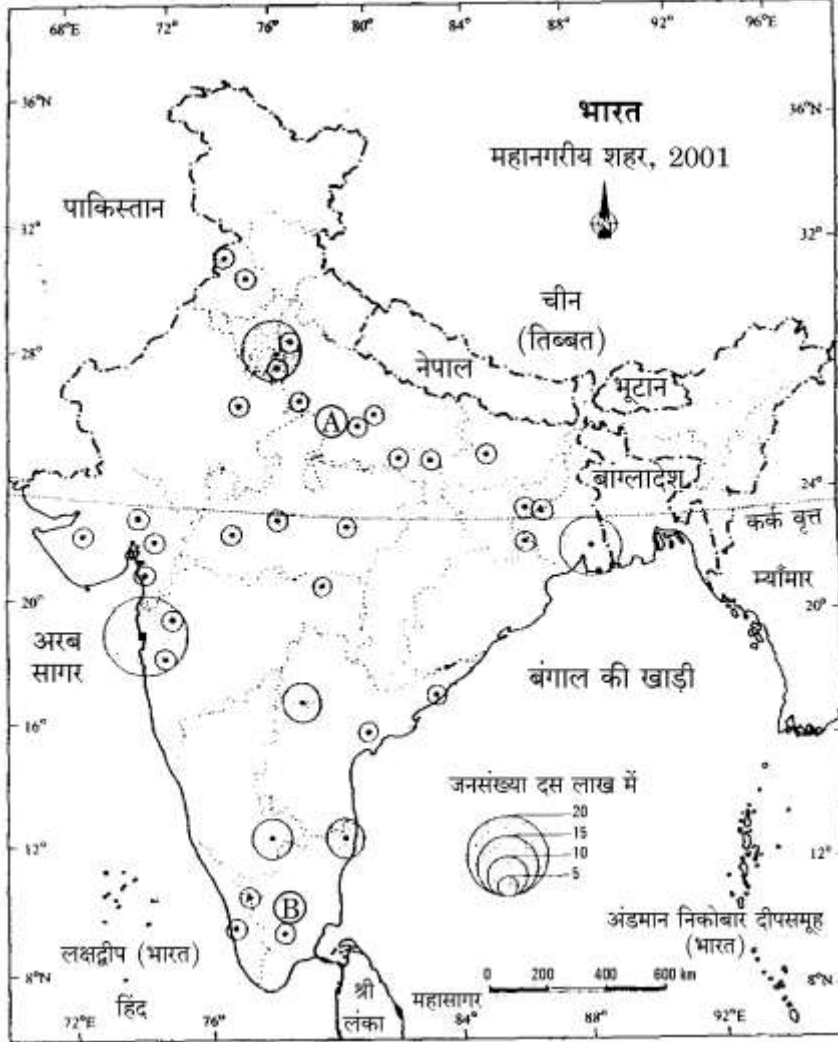 68°E 72° 76° 80° 84° 88° 92° 96°E
36°N
भारत
36°N
महानगरीय शहर, 2001
पाकिस्तान
32°
32°
चीन
(तिब्बत)
28°
नेपाल
28°
भूटान
A
बांग्लादेश
24°
कर्क वृत्त
म्याँमार
20°
20°
अरब
सागर
बंगाल की खाड़ी
16°
16°
जनसंख्या दस लाख में
20
15
10
5
12°
12°
B
अंडमान निकोबार दीपसमूह
(भारत)
लक्षद्वीप (भारत)
0 200 400 600 km
8°N
8°N
हिंद
श्री
लंका
महासागर
72°E 76° 84° 88° 92°E